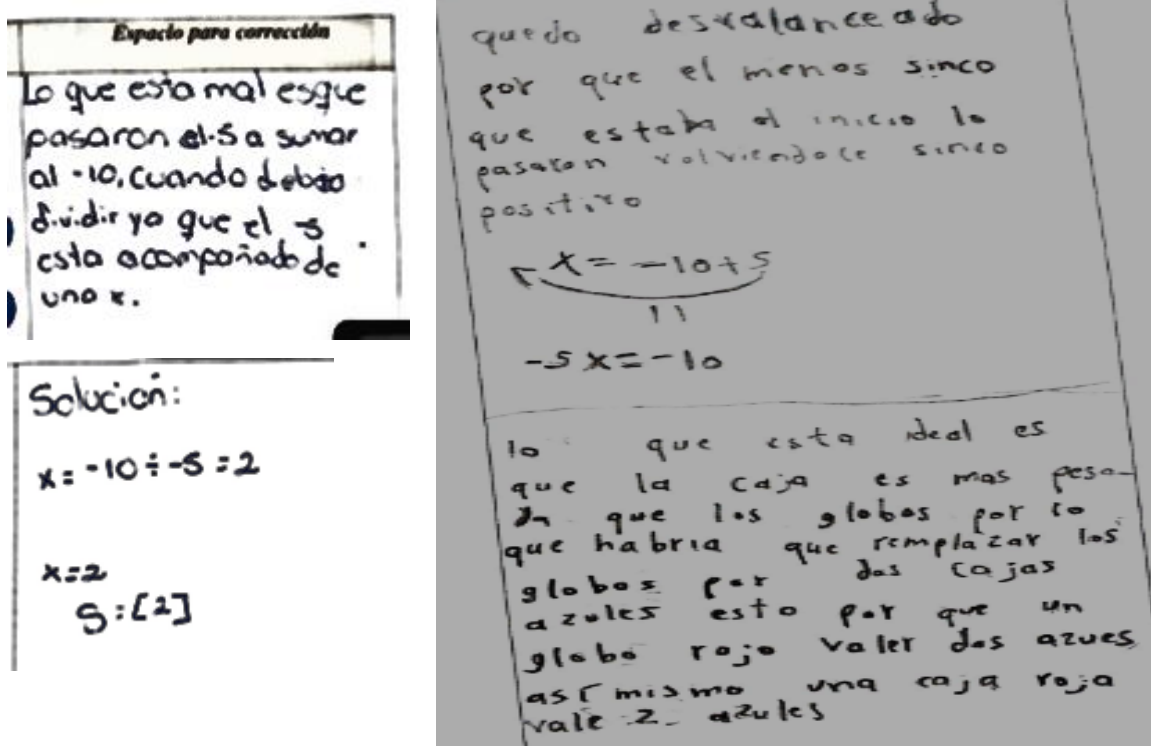 Espacio para corrección
Lo que esta mal esque
pasaron el -5 a sumar
al -10, cuando debio
dividir ya que el -5
esta acompañado de
una x.
Solución:
x = -10 ÷ -5 = 2
x = 2
S: [2]
quedo desvalanceado
por que el menos sinco
que estaba al inicio lo
pasaron volviendoce sinco
positivo
x = -10 + 5
11
-5 x = -10
lo que esta ideal es
que la caja es mas pesa-
da que los globos por lo
que habria que remplazar los
globos por dos cajas
azules esto por que un
globo rojo valer dos azues
así mismo una caja roja
vale 2 azules